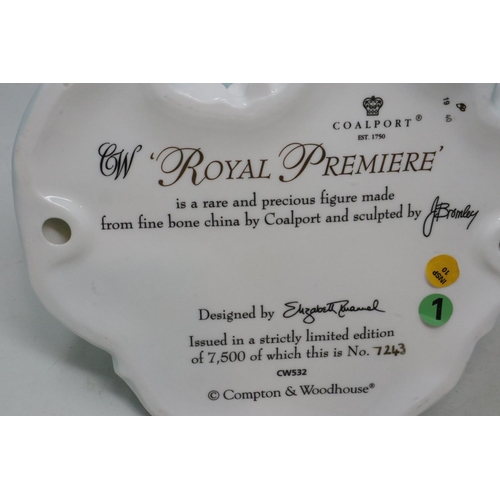 COALPORT®
EST. 1750
CW 'ROYAL PREMIERE'
is a rare and precious figure made
from fine bone china by Coalport and sculpted by J Bromley
INSP
10
1
Designed by
Issued in a strictly limited edition
of 7,500 of which this is No. 7243
CW532
© Compton & Woodhouse®